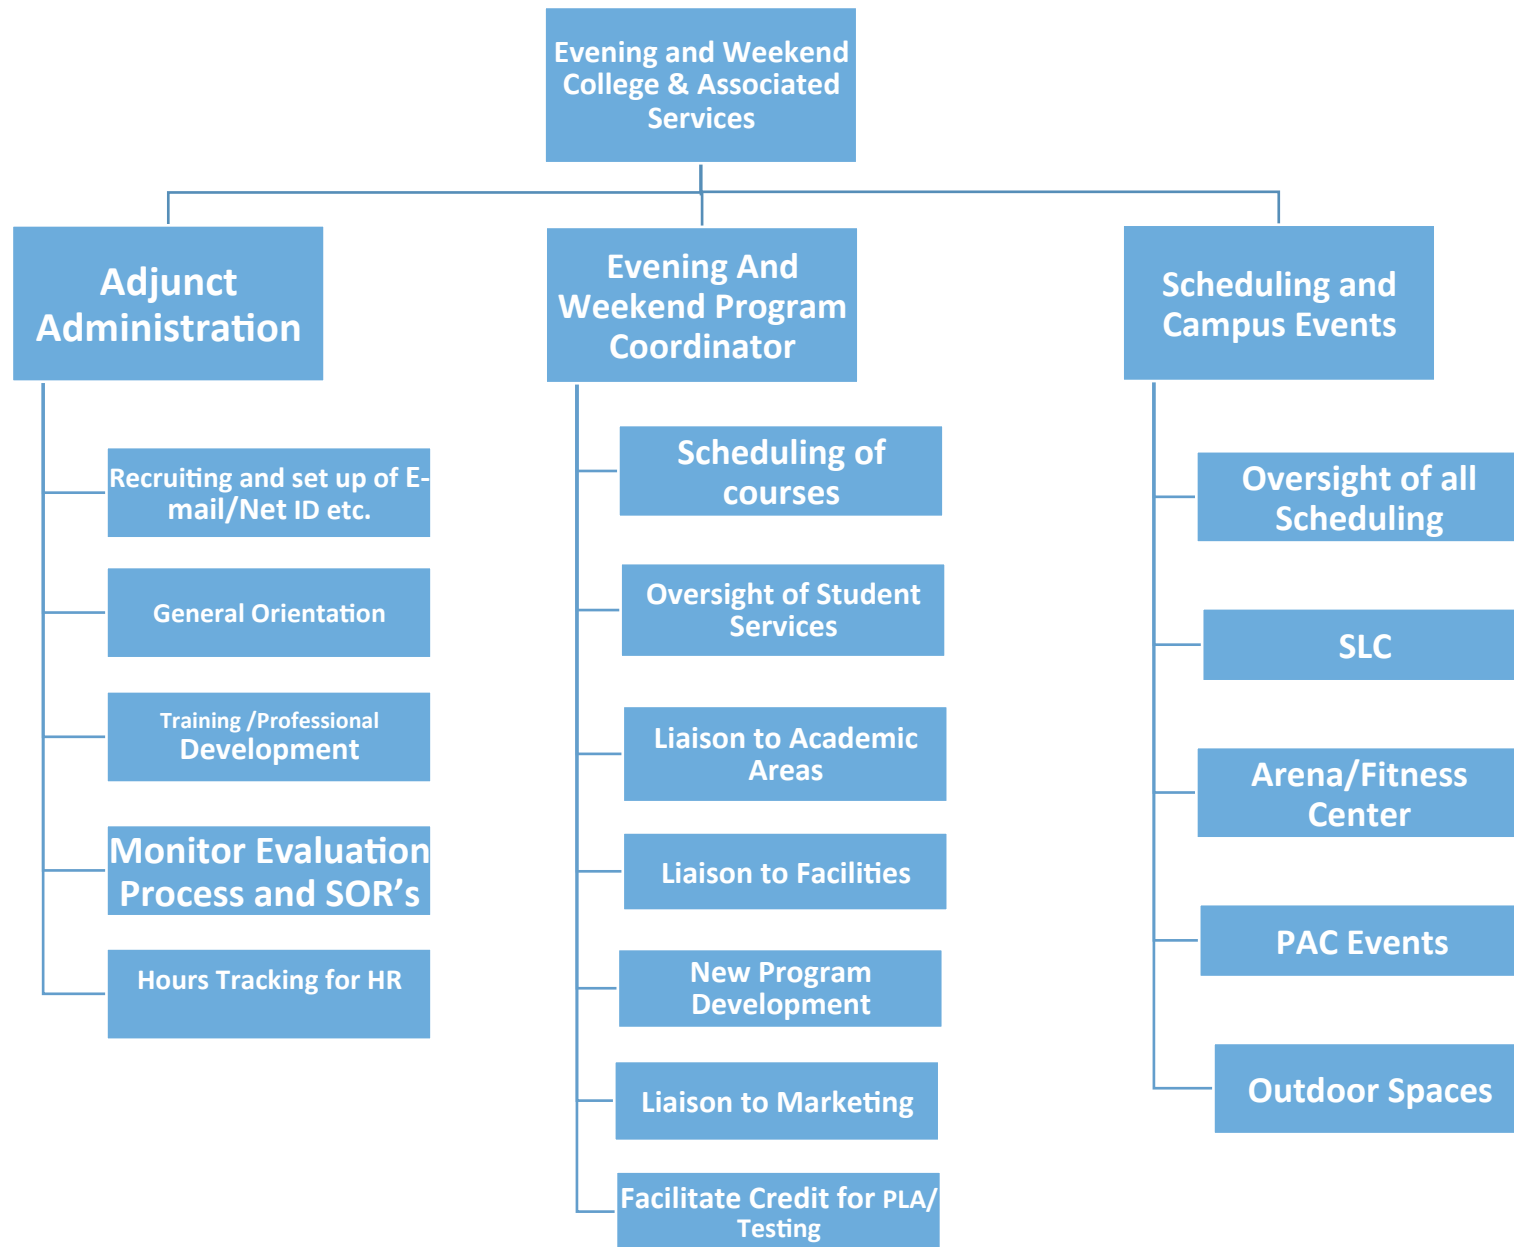 Evening and Weekend
College & Associated
Services
Adjunct
Administration
Recruiting and set up of E-
mail/Net ID etc.
General Orientation
Training /Professional
Development
Monitor Evaluation
Process and SOR’s
Hours Tracking for HR
Evening And
Weekend Program
Coordinator
Scheduling of
courses
Oversight of Student
Services
Liaison to Academic
Areas
Liaison to Facilities
New Program
Development
Liaison to Marketing
Facilitate Credit for PLA/
Testing
Scheduling and
Campus Events
Oversight of all
Scheduling
SLC
Arena/Fitness
Center
PAC Events
Outdoor Spaces